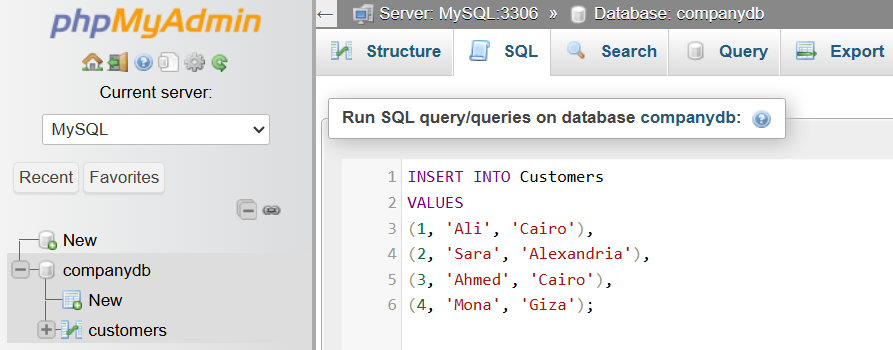 phpMyAdmin
Current server:
MySQL
Recent Favorites
New
companydb
New
customers
← Server: MySQL:3306 » Database: companydb
Structure SQL Search Query Export
Run SQL query/queries on database companydb:
1 INSERT INTO Customers
2 VALUES
3 (1, 'Ali', 'Cairo'),
4 (2, 'Sara', 'Alexandria'),
5 (3, 'Ahmed', 'Cairo'),
6 (4, 'Mona', 'Giza');